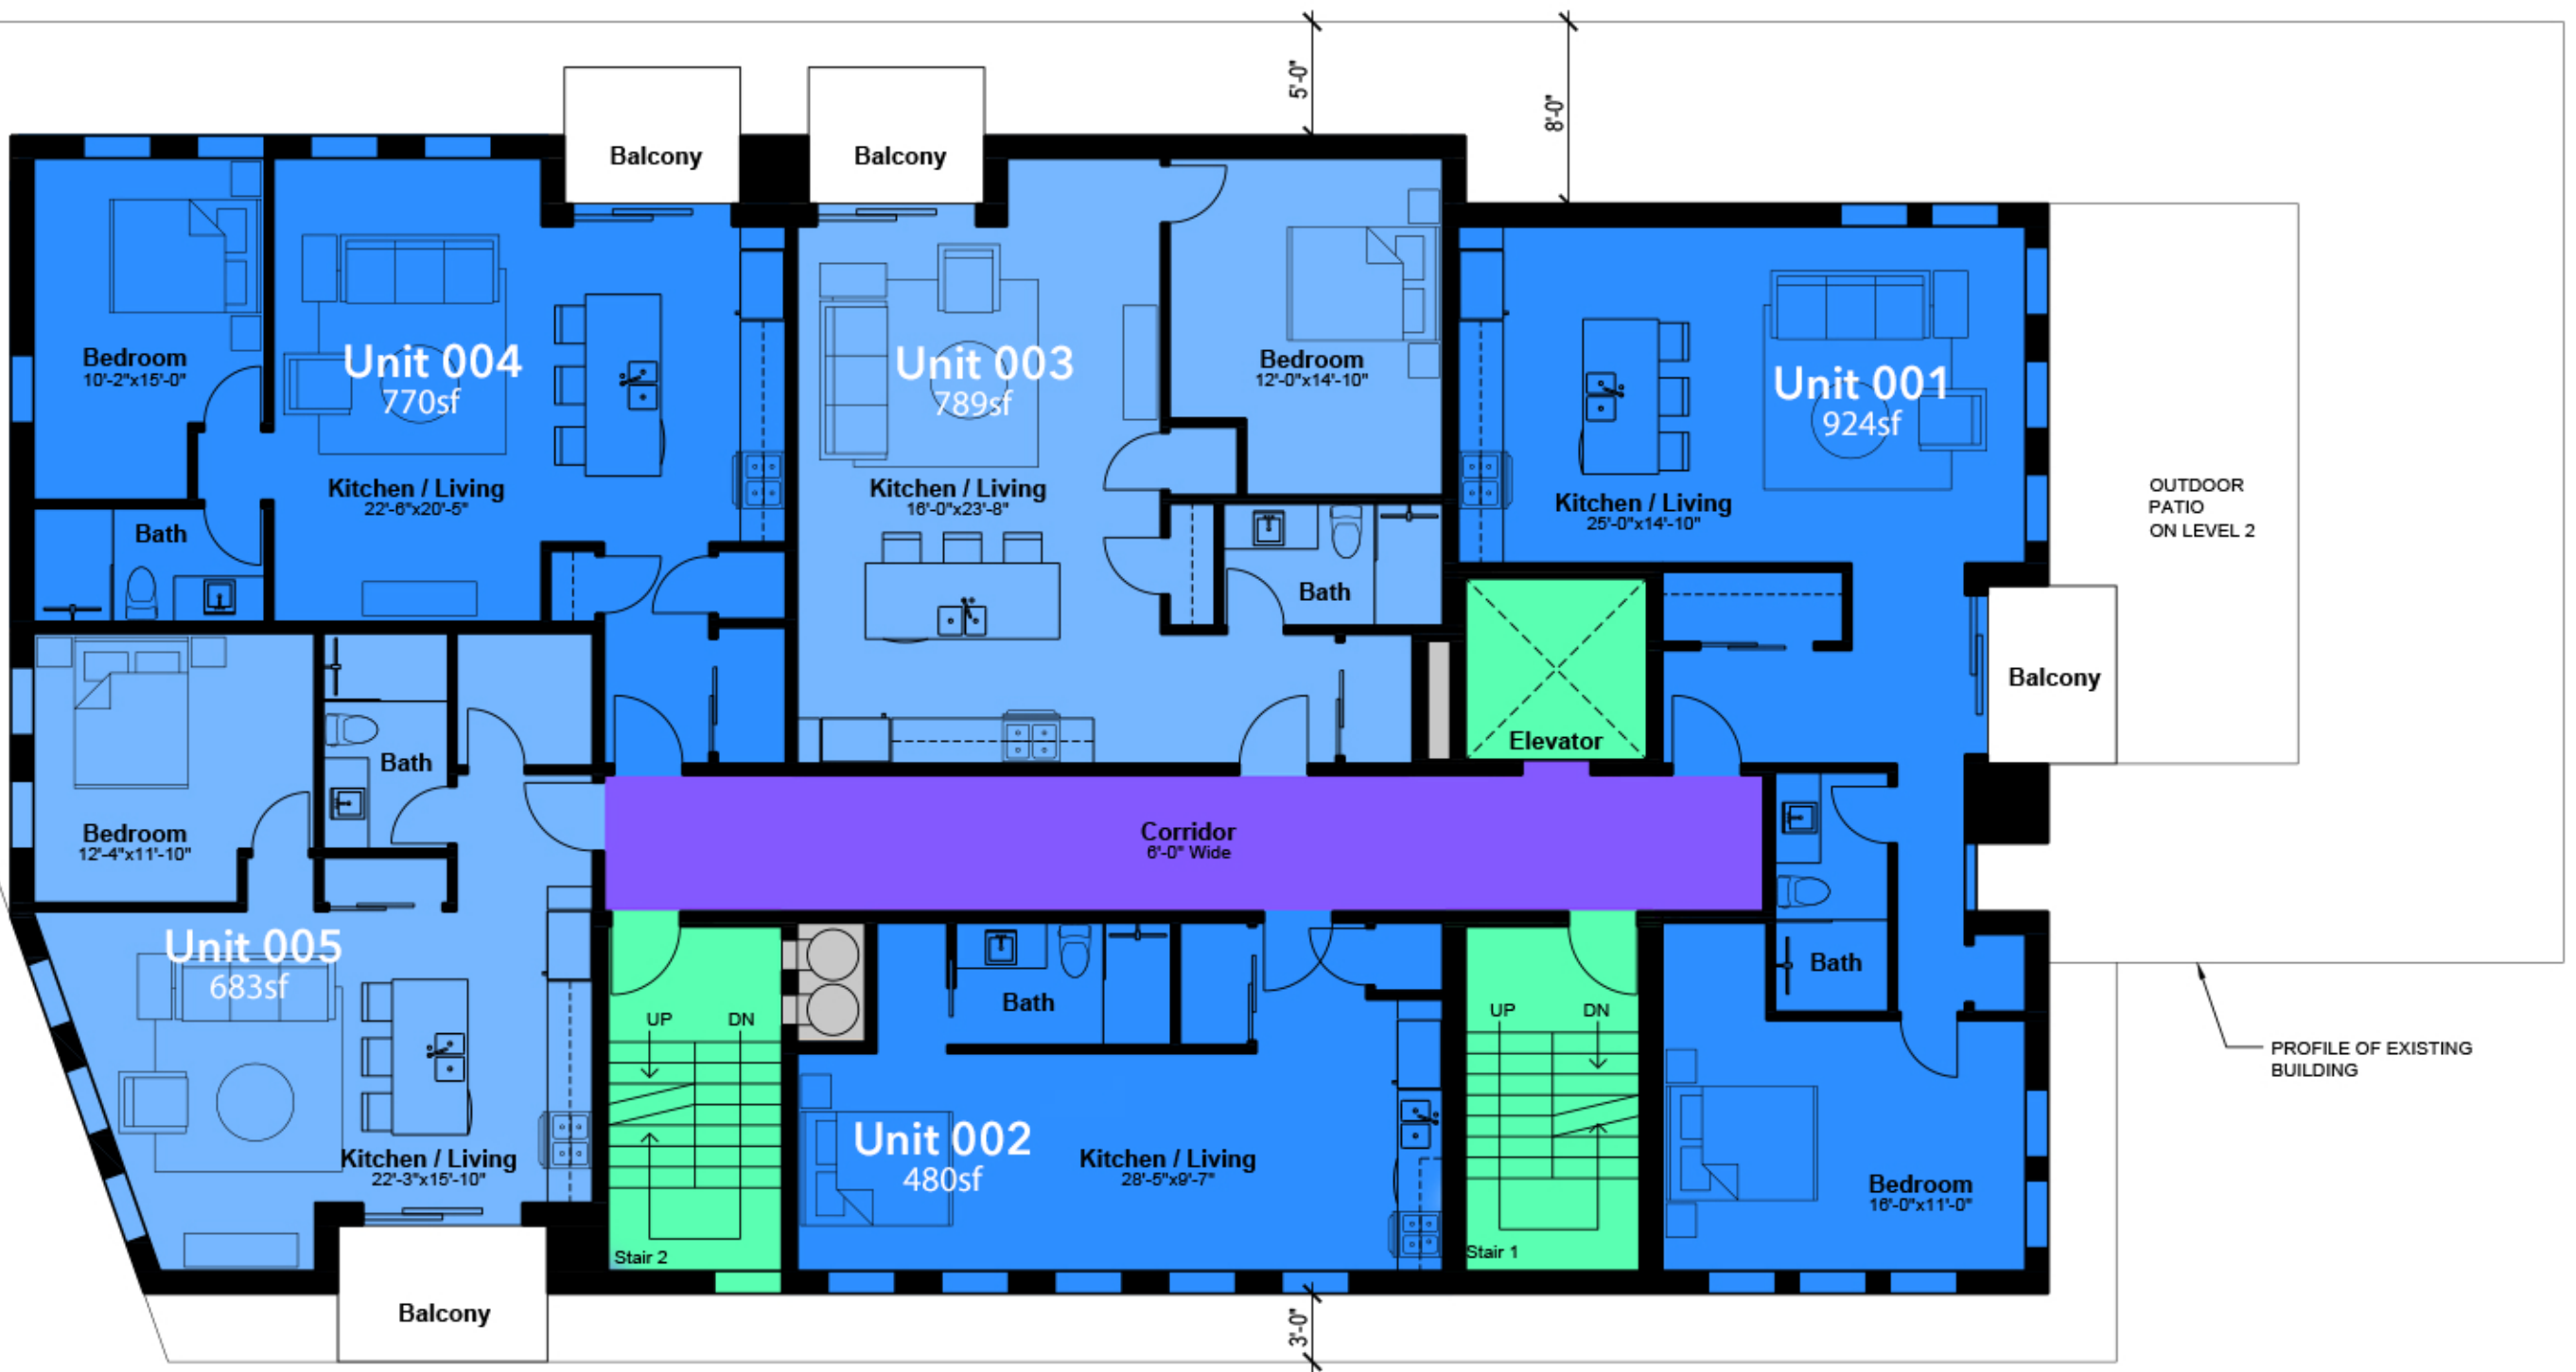 5'-0"
8'-0"
Balcony
Balcony
Unit 004
770sf
Bedroom
10'-2"x15'-0"
Kitchen / Living
22'-6"x20'-5"
Bath
Unit 003
789sf
Bedroom
12'-0"x14'-10"
Kitchen / Living
16'-0"x23'-8"
Bath
Unit 001
924sf
Kitchen / Living
25'-0"x14'-10"
OUTDOOR
PATIO
ON LEVEL 2
Elevator
Balcony
Bath
Bedroom
12'-4"x11'-10"
Corridor
6'-0" Wide
Unit 005
683sf
Kitchen / Living
22'-3"x15'-10"
Balcony
UP
DN
Stair 2
Bath
Unit 002
480sf
Kitchen / Living
28'-5"x9'-7"
UP
DN
Stair 1
Bath
Bedroom
16'-0"x11'-0"
PROFILE OF EXISTING
BUILDING
3'-0"